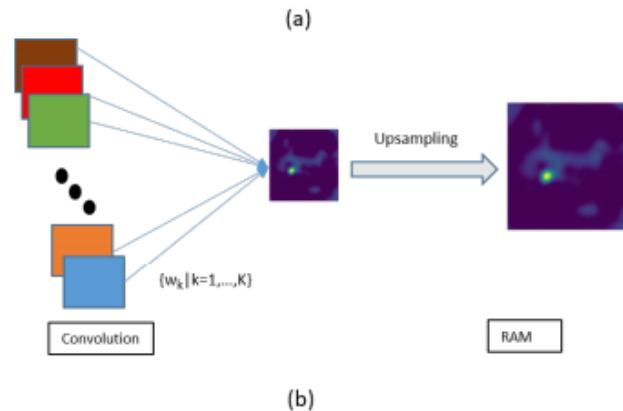 (a)
Upsampling
{wk|k=1,...,K}
Convolution
RAM
(b)